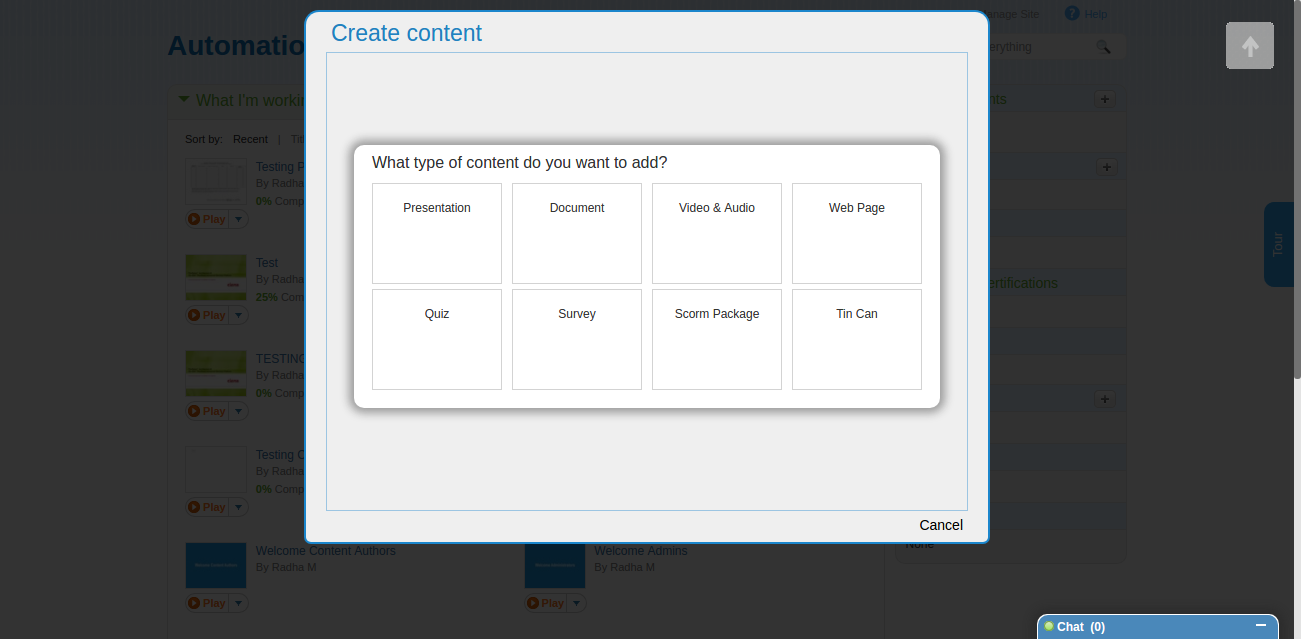 Create content
Manage Site
Help
Automatio
erything
What I'm workin
nts
Sort by: Recent | Titl
What type of content do you want to add?
Testing P
By Radha
0% Comp
Play
Presentation
Document
Video & Audio
Web Page
Tour
Test
By Radha
25% Com
Play
ertifications
Quiz
Survey
Scorm Package
Tin Can
TESTING
By Radha
0% Comp
Play
Testing C
By Radha
0% Comp
Play
Cancel
Welcome Content Authors
By Radha M
Play
Welcome Admins
By Radha M
Play
None
Chat (0)